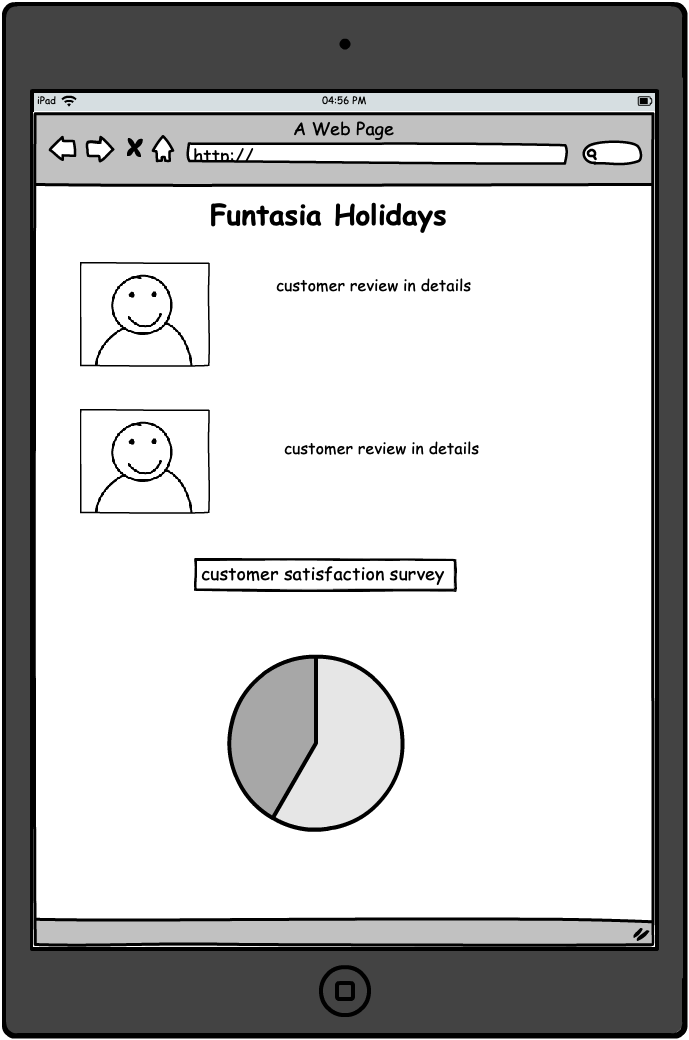 iPad
04:56 PM
A Web Page
http://
Funtasia Holidays
customer review in details
customer review in details
customer satisfaction survey